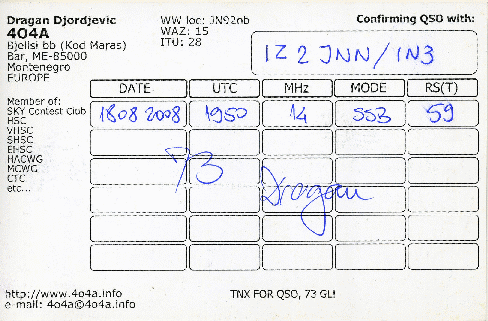 Dragan Djordjevic
4O4A
Bjelisi bb (Kod Maras)
Bar, ME-85000
Montenegro
EUROPE
WW loc: JN92ob
WAZ: 15
ITU: 28
Confirming QSO with:
IZ2JNN/IN3
DATE UTC MHz MODE RS(T)
1808 2008 1950 14 SSB 59
Member of:
SKY Contest Club
HSC
VHSC
SHSC
EHSC
HACWG
MCWG
CTC
etc...
73
Dragan
http://www.4o4a.info
e-mail: 4o4a@4o4a.info
TNX FOR QSO, 73 GL!